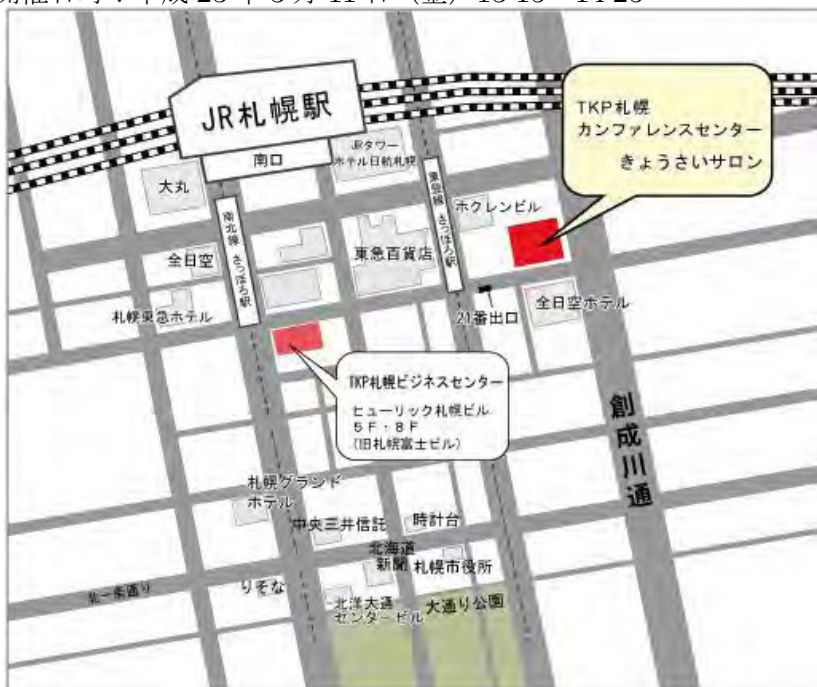 JR札幌駅
南口
JRタワー
ホテル日航札幌
大丸
TKP札幌
カンファレンスセンター
きょうさいサロン
東急線 さっぽろ駅
ホクレンビル
南北線 さっぽろ駅
全日空
東急百貨店
札幌東急ホテル
21番出口
全日空ホテル
TKP札幌ビジネスセンター
ヒューリック札幌ビル
5F・8F
(旧札幌富士ビル)
創成川通
札幌グランド
ホテル
中央三井信託
時計台
北海道
新聞
札幌市役所
北一条通り
りそな
北洋大通
センタービル
大通り公園